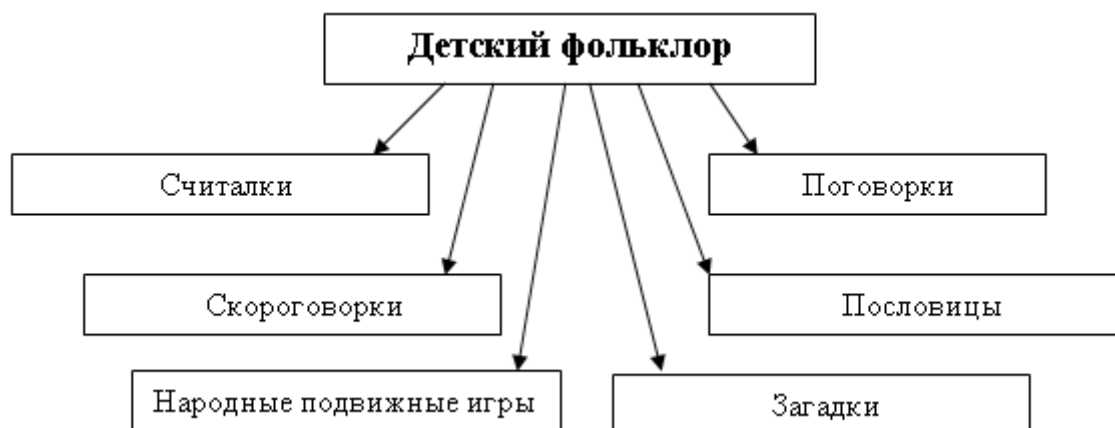 Детский фольклор
Считалки
Поговорки
Скороговорки
Пословицы
Народные подвижные игры
Загадки